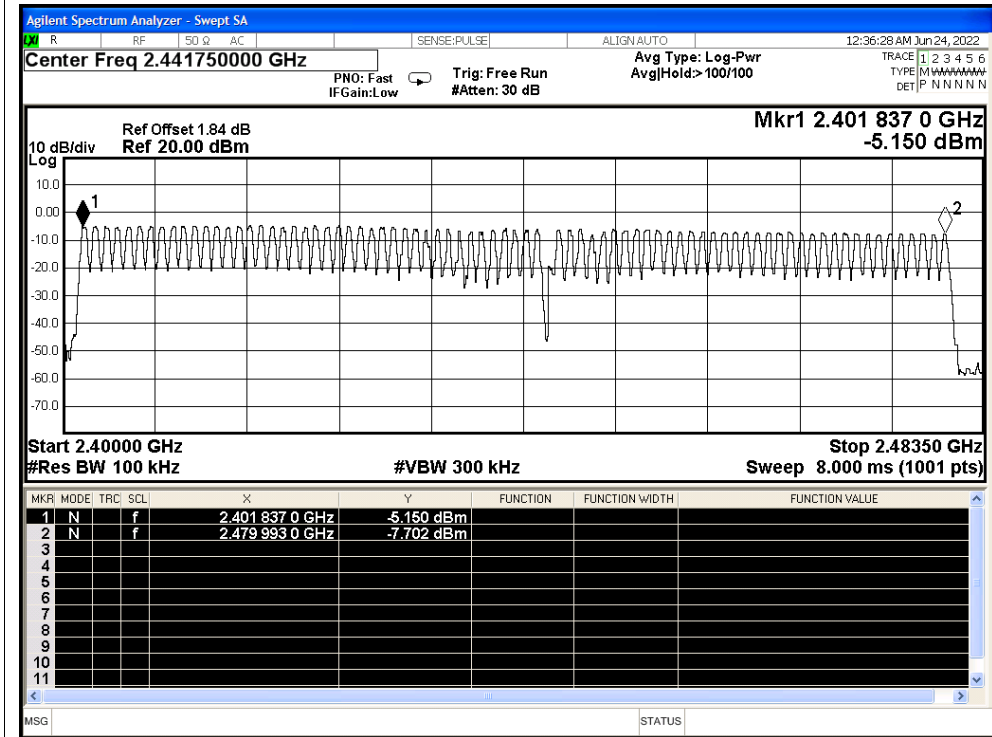 Agilent Spectrum Analyzer - Swept SA
LXI R RF 50 Ω AC SENSE:PULSE ALIGN AUTO 12:36:28 AM Jun 24, 2022
Center Freq 2.441750000 GHz
PNO: Fast
IFGain:Low
Trig: Free Run
#Atten: 30 dB
Avg Type: Log-Pwr
Avg|Hold:>100/100
TRACE 1 2 3 4 5 6
TYPE M
DET P N N N N N
Mkr1 2.401 837 0 GHz
-5.150 dBm
Ref Offset 1.84 dB
10 dB/div Ref 20.00 dBm
Log
10.0
0.00
-10.0
-20.0
-30.0
-40.0
-50.0
-60.0
-70.0
1
2
Start 2.40000 GHz Stop 2.48350 GHz
#Res BW 100 kHz #VBW 300 kHz Sweep 8.000 ms (1001 pts)
MKR MODE TRC SCL X Y FUNCTION FUNCTION WIDTH FUNCTION VALUE
1 N f 2.401 837 0 GHz -5.150 dBm
2 N f 2.479 993 0 GHz -7.702 dBm
3
4
5
6
7
8
9
10
11
MSG STATUS